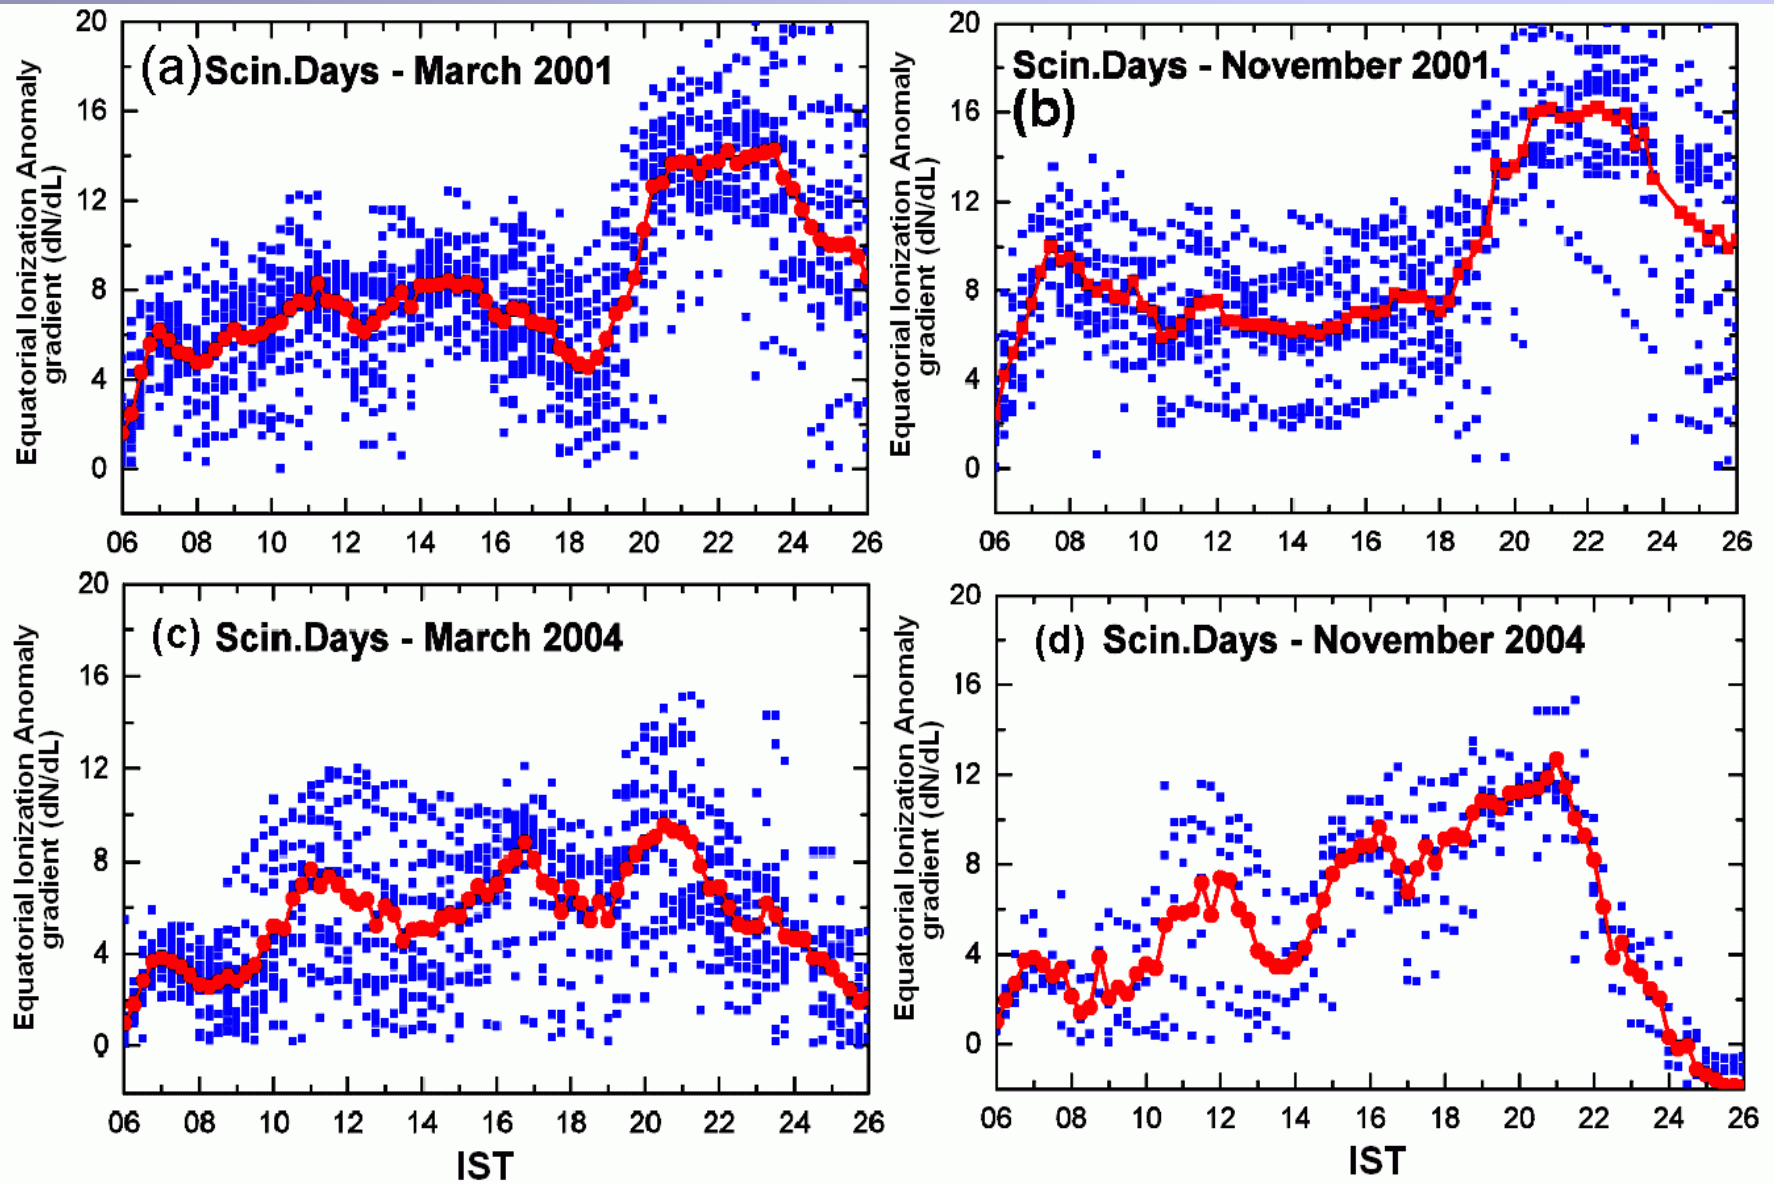 (a)Scin.Days - March 2001
Equatorial Ionization Anomaly
gradient (dN/dL)
20
16
12
8
4
0
06 08 10 12 14 16 18 20 22 24 26
Scin.Days - November 2001
(b)
Equatorial Ionization Anomaly
gradient (dN/dL)
20
16
12
8
4
0
06 08 10 12 14 16 18 20 22 24 26
(c) Scin.Days - March 2004
Equatorial Ionization Anomaly
gradient (dN/dL)
20
16
12
8
4
0
06 08 10 12 14 16 18 20 22 24 26
IST
(d) Scin.Days - November 2004
Equatorial Ionization Anomaly
gradient (dN/dL)
20
16
12
8
4
0
06 08 10 12 14 16 18 20 22 24 26
IST